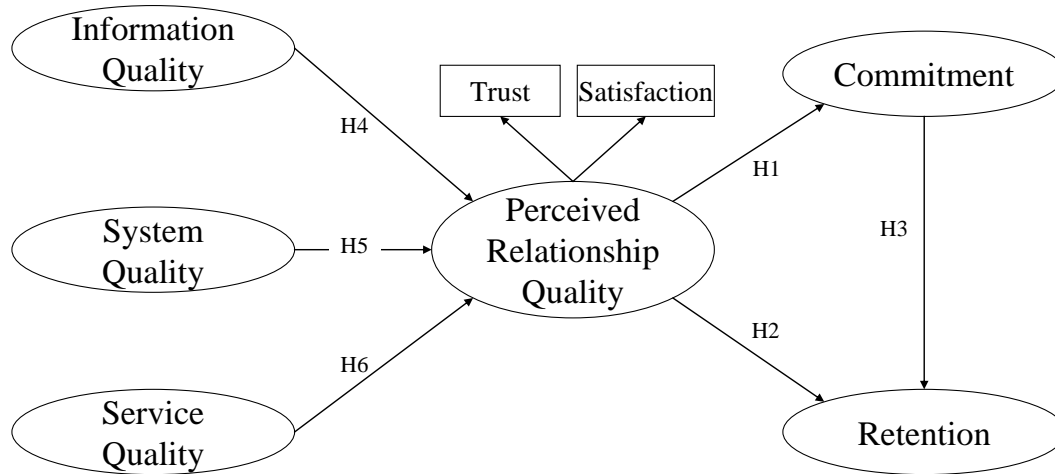 Information
Quality
Trust
Satisfaction
Commitment
H4
H1
System
Quality
H5
Perceived
Relationship
Quality
H3
H6
H2
Service
Quality
Retention